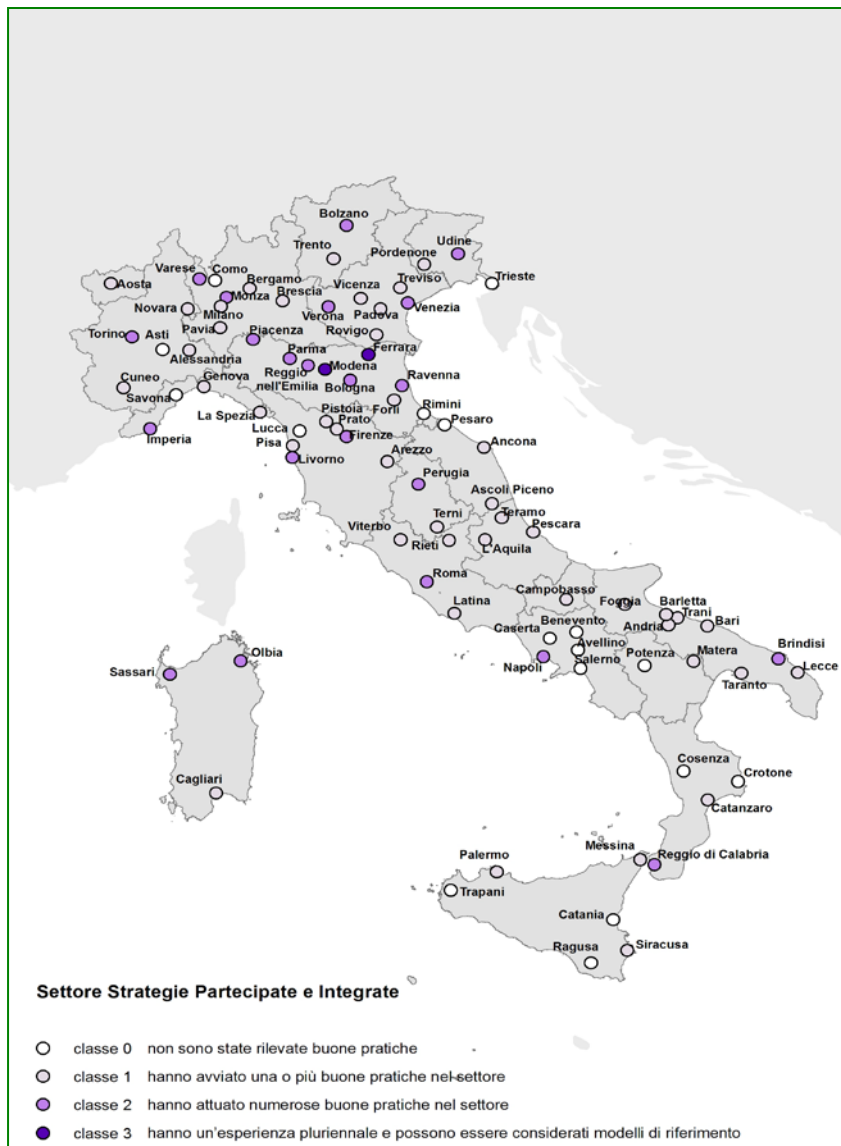 Bolzano
Udine
Trento
Pordenone
Varese
Como
Trieste
Aosta
Bergamo
Treviso
Vicenza
Brescia
Monza
Novara
Venezia
Milano
Verona
Padova
Torino
Asti
Pavia
Piacenza
Rovigo
Parma
Ferrara
Alessandria
Modena
Reggio
nell'Emilia
Cuneo
Genova
Ravenna
Bologna
Savona
Rimini
Pistoia
Forlì
La Spezia
Prato
Pesaro
Lucca
Firenze
Imperia
Pisa
Ancona
Arezzo
Livorno
Perugia
Ascoli Piceno
Terni
Teramo
Viterbo
Pescara
Rieti
L'Aquila
Roma
Campobasso
Foggia
Barletta
Latina
Trani
Benevento
Andria
Bari
Caserta
Avellino
Brindisi
Olbia
Potenza
Matera
Salerno
Sassari
Napoli
Lecce
Taranto
Cosenza
Crotone
Cagliari
Catanzaro
Messina
Palermo
Reggio di Calabria
Trapani
Catania
Ragusa
Siracusa
Settore Strategie Partecipate e Integrate
classe 0 non sono state rilevate buone pratiche
classe 1 hanno avviato una o più buone pratiche nel settore
classe 2 hanno attuato numerose buone pratiche nel settore
classe 3 hanno un'esperienza pluriennale e possono essere considerati modelli di riferimento